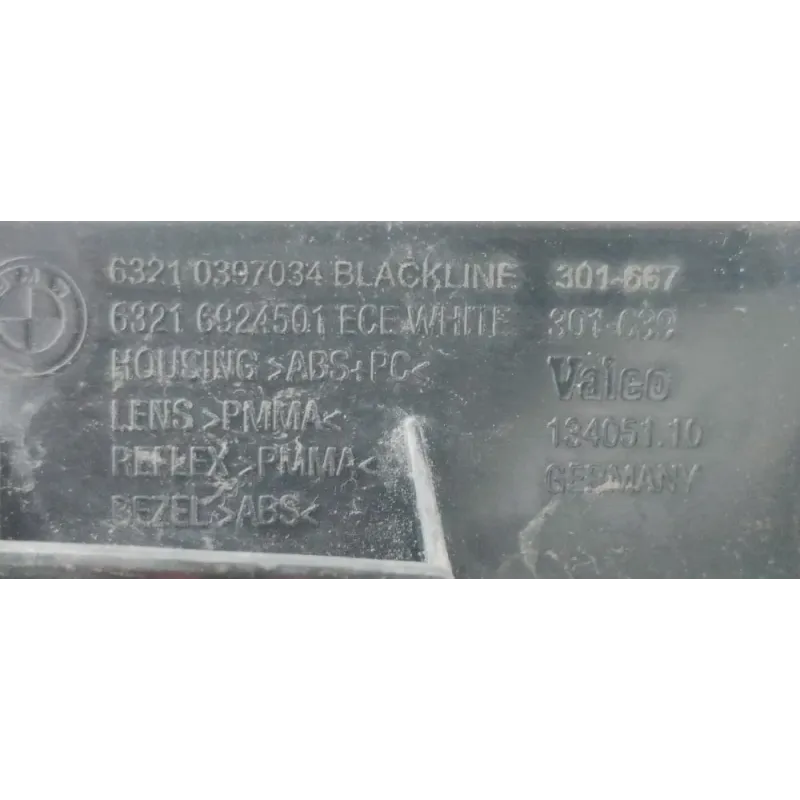 6321 0397034 BLACKLINE 301-667
6321 6924501 ECE WHITE
HOUSING >ABS+PC< Valeo
LENS >PMMA< 194051.10
REFLEX >PMMA< GERMANY
BEZEL >ABS<